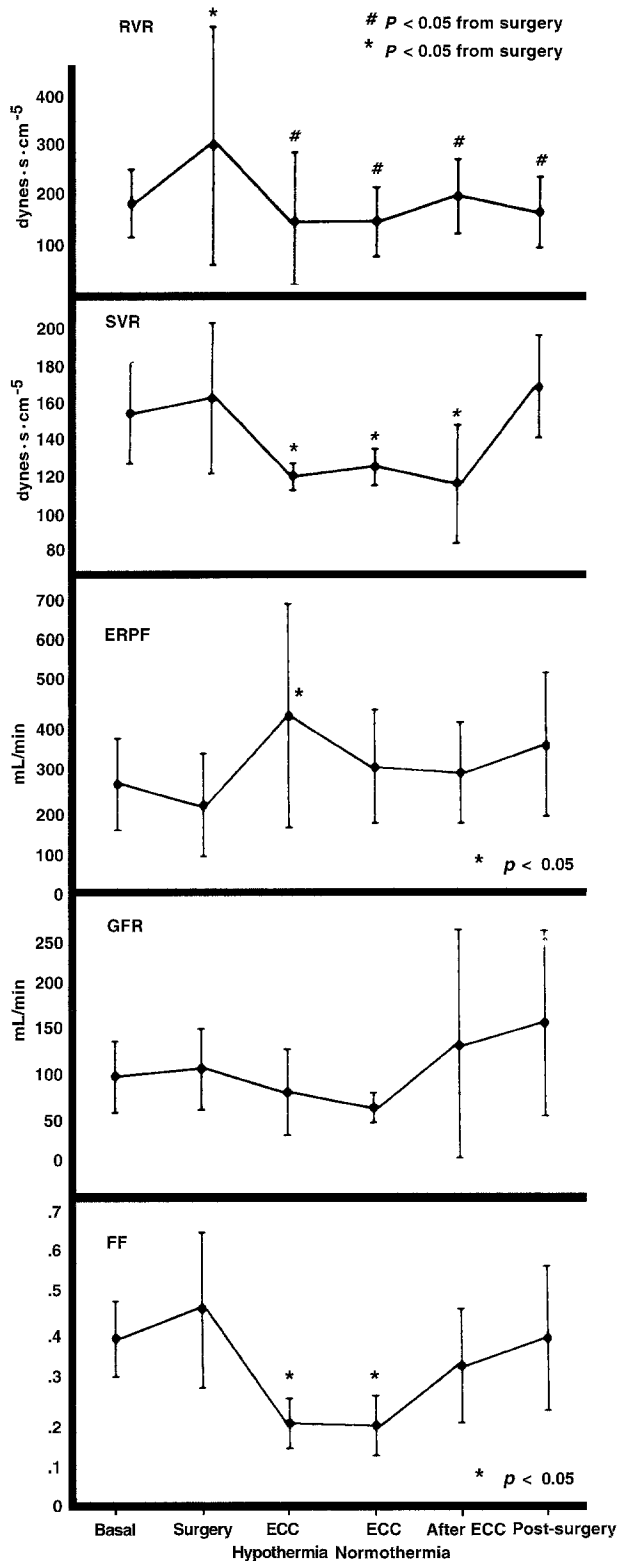 RVR
# P < 0.05 from surgery
* P < 0.05 from surgery
*
dynes·s·cm-5
400
300
200
100
#
#
#
#
SVR
dynes·s·cm-5
200
180
160
140
120
100
80
*
*
*
ERPF
mL/min
700
600
500
400
300
200
100
0
*
* p < 0.05
GFR
mL/min
250
200
150
100
50
0
FF
.7
.6
.5
.4
.3
.2
.1
0
*
*
* p < 0.05
Basal Surgery ECC ECC After ECC Post-surgery
Hypothermia Normothermia